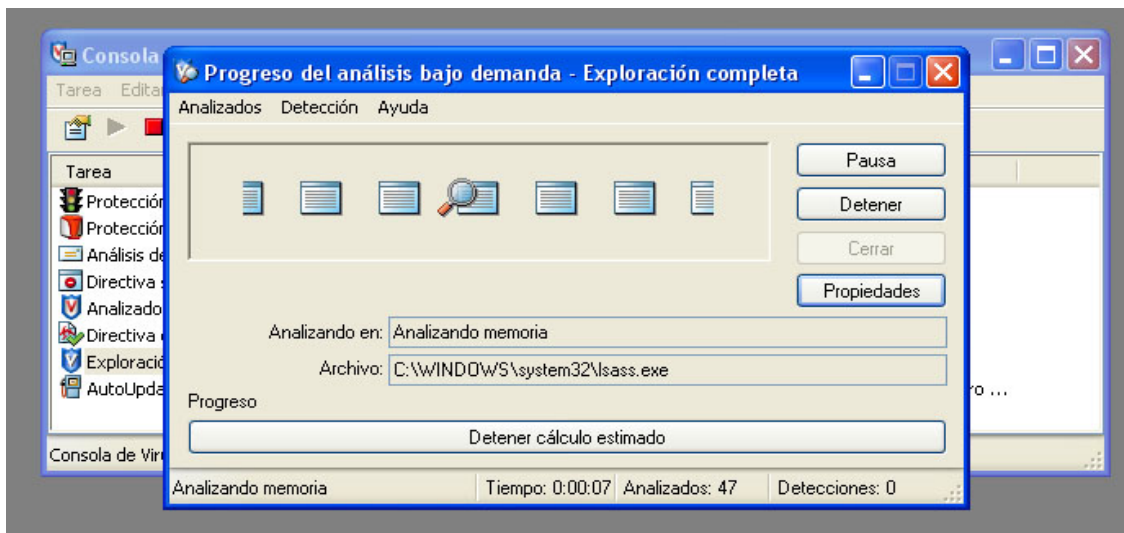 Consola
Progreso del análisis bajo demanda - Exploración completa
Tarea Editar
Analizados Detección Ayuda
Pausa
Tarea
Protección
Detener
Protección
Análisis de
Cerrar
Directiva
Propiedades
Analizado
Analizando en: Analizando memoria
Directiva
Archivo: C:\WINDOWS\system32\lsass.exe
Exploració
AutoUpda
ro ...
Progreso
Detener cálculo estimado
Consola de Vir
Analizando memoria Tiempo: 0:00:07 Analizados: 47 Detecciones: 0